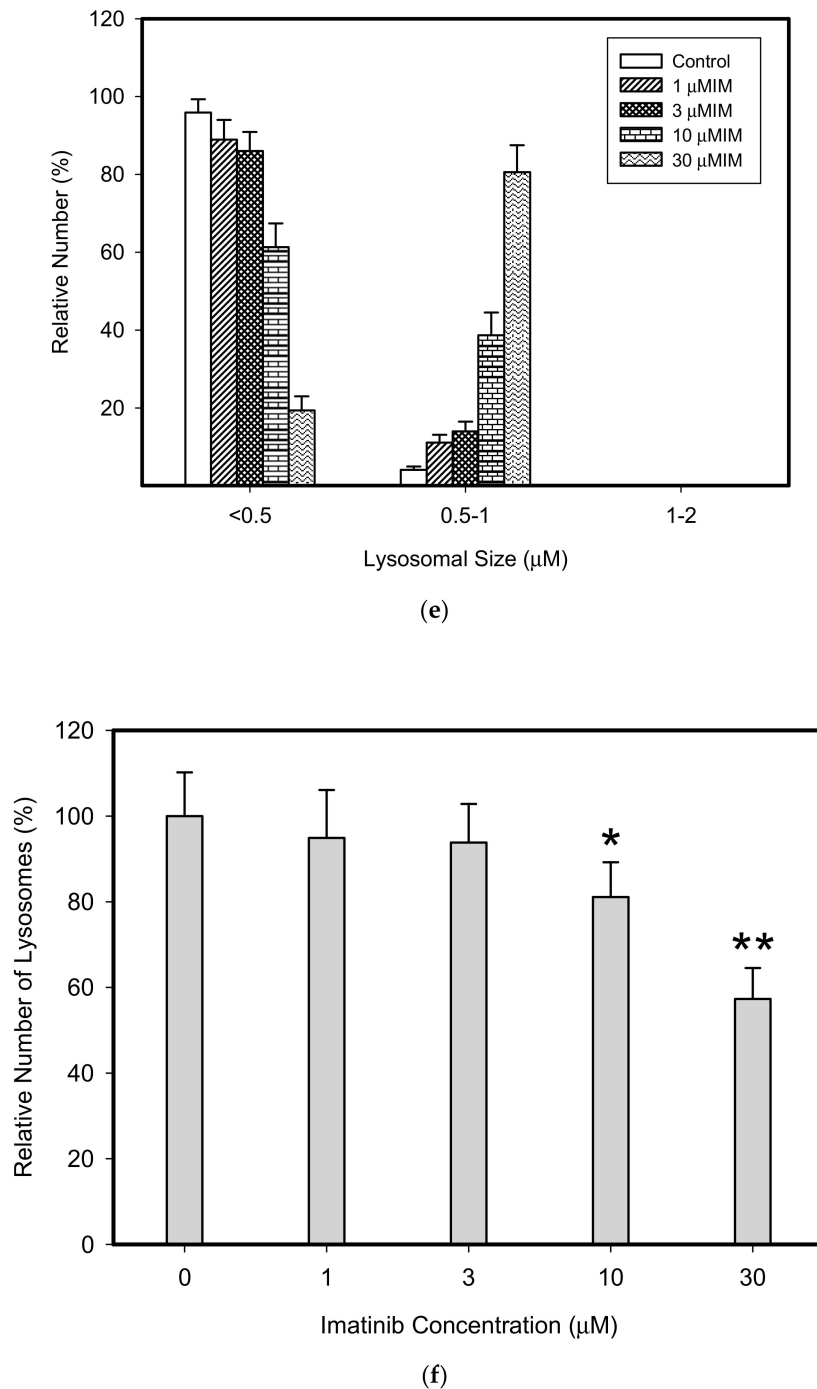 120
100
80
60
40
20
Relative Number (%)
Control
1 μMIM
3 μMIM
10 μMIM
30 μMIM
<0.5 0.5-1 1-2
Lysosomal Size (μM)
(e)
120
100
80
60
40
20
0
Relative Number of Lysosomes (%)
*
**
0 1 3 10 30
Imatinib Concentration (μM)
(f)